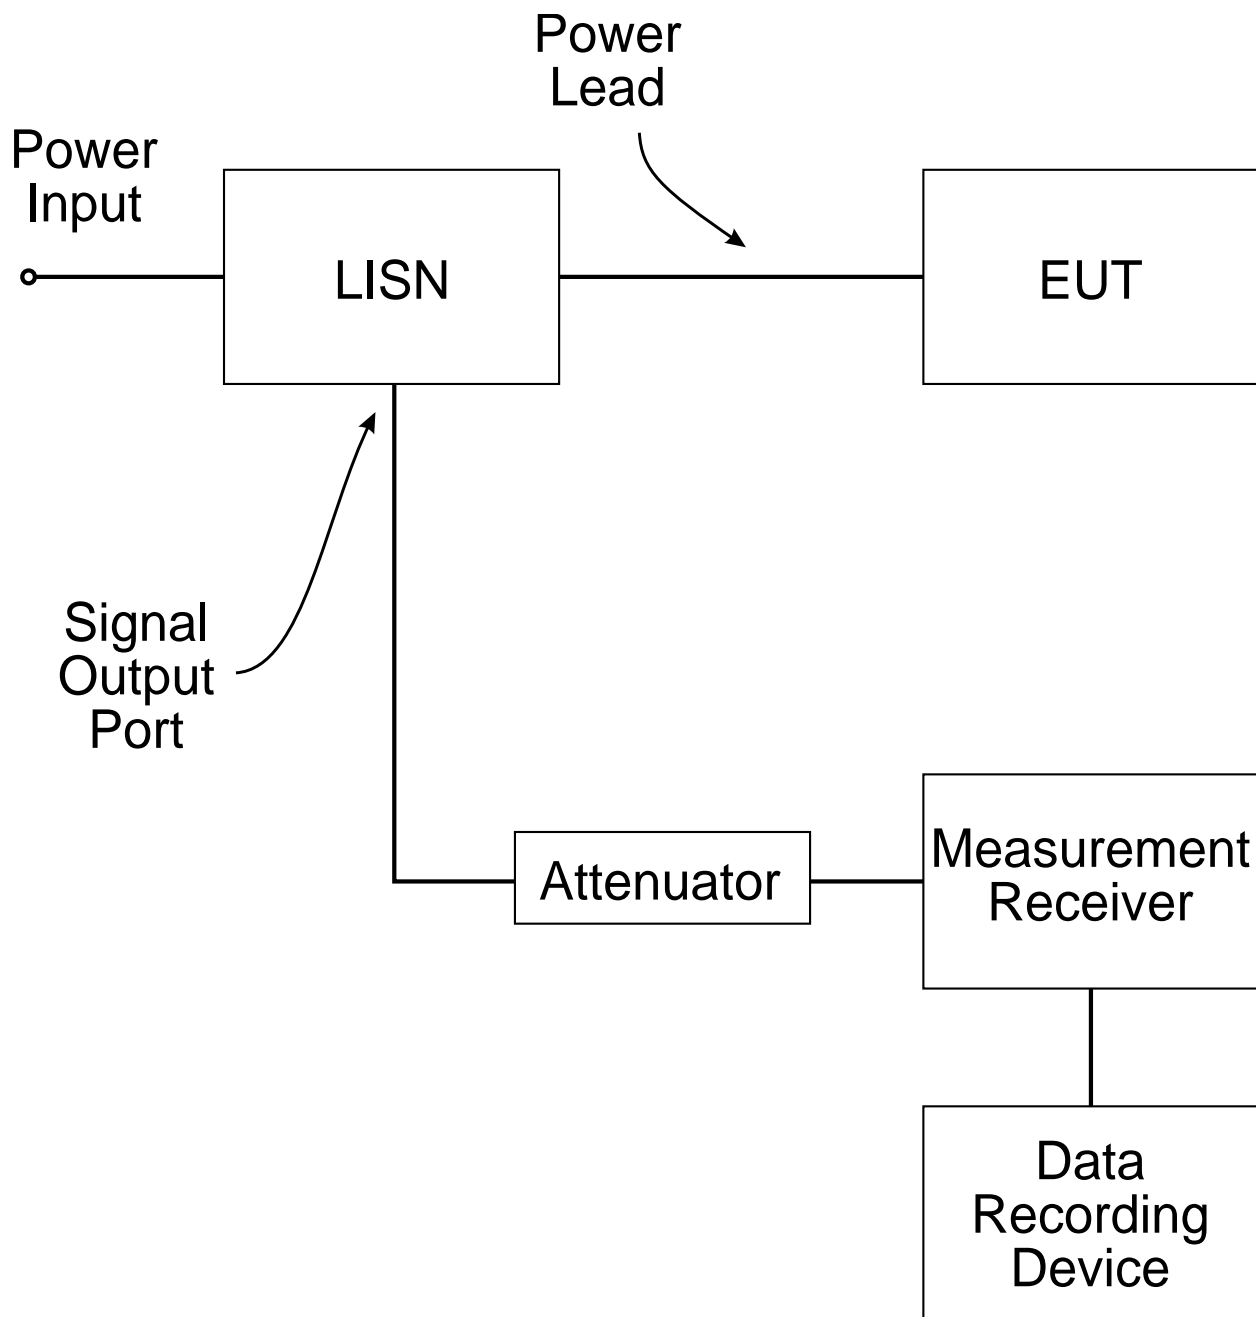 Power
Lead
Power
Input
LISN
EUT
Signal
Output
Port
Attenuator
Measurement
Receiver
Data
Recording
Device